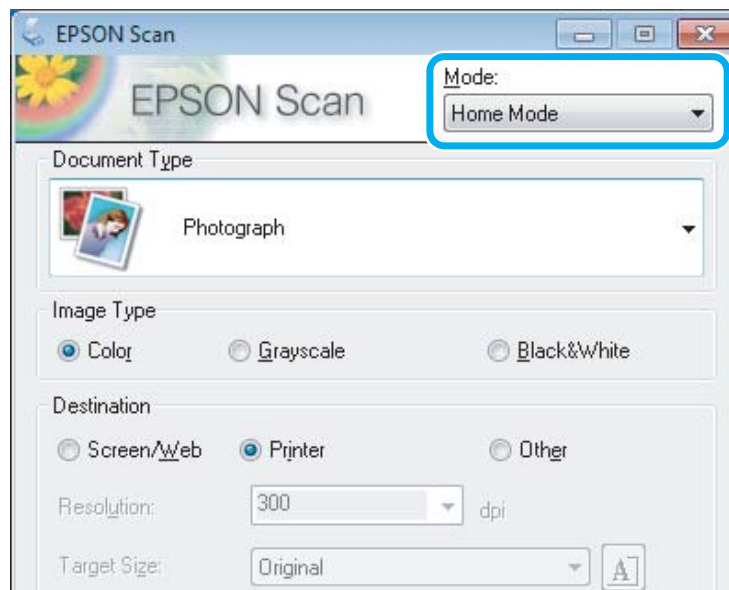 EPSON Scan
EPSON Scan
Mode:
Home Mode
Document Type
Photograph
Image Type
Color Grayscale Black&White
Destination
Screen/Web Printer Other
Resolution: 300 dpi
Target Size: Original A